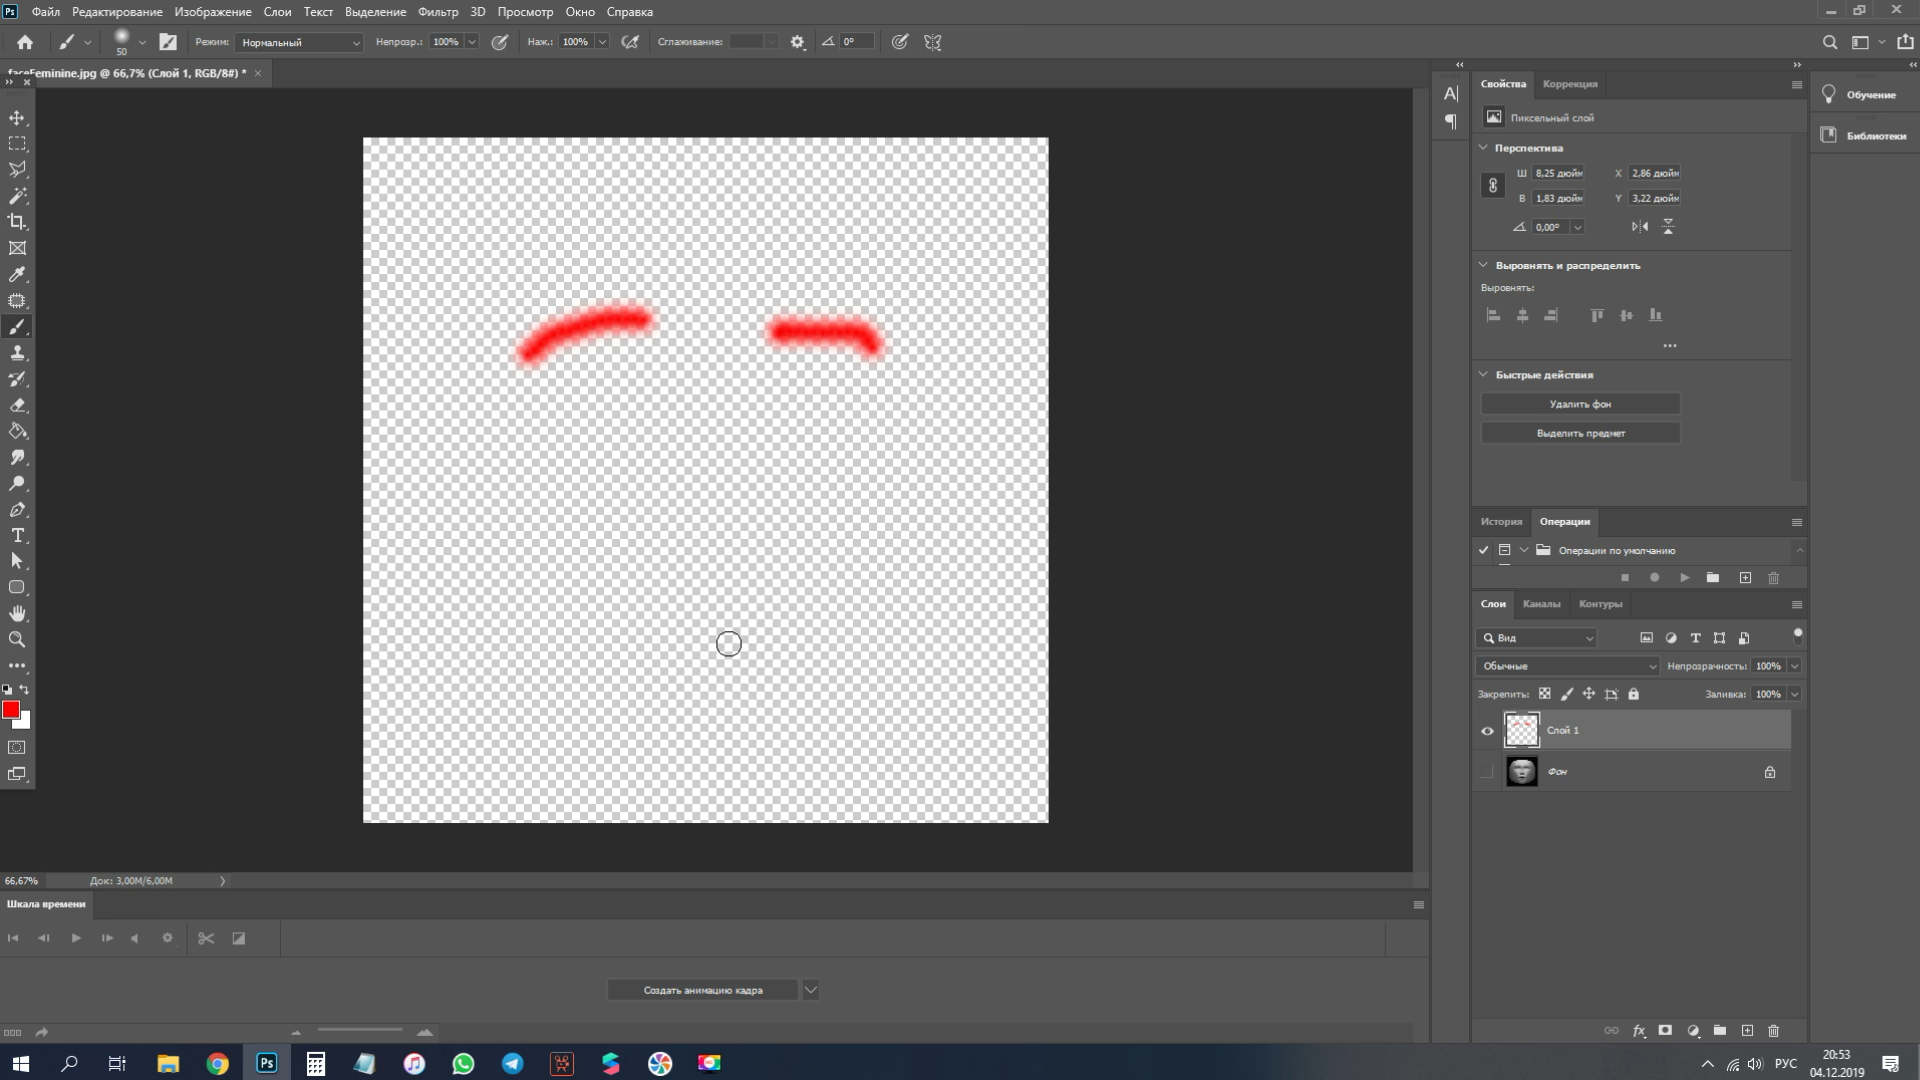 Файл Редактирование Изображение Слои Текст Выделение Фильтр 3D Просмотр Окно Справка
50 Режим: Нормальный Непрозр.: 100% Наж.: 100% Сглаживание: 0°
faceFeminine.jpg @ 66,7% (Слой 1, RGB/8#) *
Свойства Коррекция
Обучение
Библиотеки
Пиксельный слой
Перспектива
Ш 8,25 дюйм X 2,86 дюйм
В 1,83 дюйм Y 3,22 дюйм
0,00°
Выровнять и распределить
Выровнять:
Быстрые действия
Удалить фон
Выделить предмет
История Операции
Операции по умолчанию
Слои Каналы Контуры
Вид
Обычные Непрозрачность: 100%
Закрепить: Заливка: 100%
Слой 1
Фон
66,67% Док: 3,00M/6,00M
Шкала времени
Создать анимацию кадра
Ps
РУС
20:53
04.12.2019